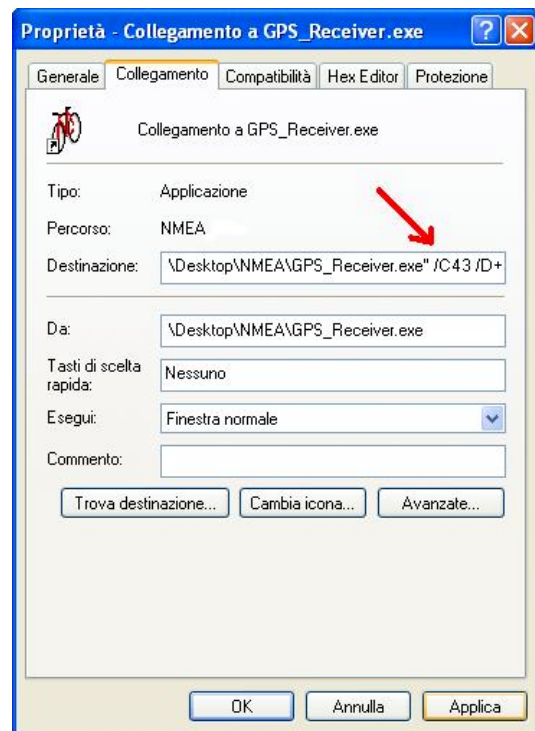 Proprietà - Collegamento a GPS_Receiver.exe
Generale Collegamento Compatibilità Hex Editor Protezione
Collegamento a GPS_Receiver.exe
Tipo: Applicazione
Percorso: NMEA
Destinazione: \Desktop\NMEA\GPS_Receiver.exe" /C43 /D+
Da: \Desktop\NMEA\GPS_Receiver.exe
Tasti di scelta
rapida: Nessuno
Esegui: Finestra normale
Commento:
Trova destinazione... Cambia icona... Avanzate...
OK Annulla Applica